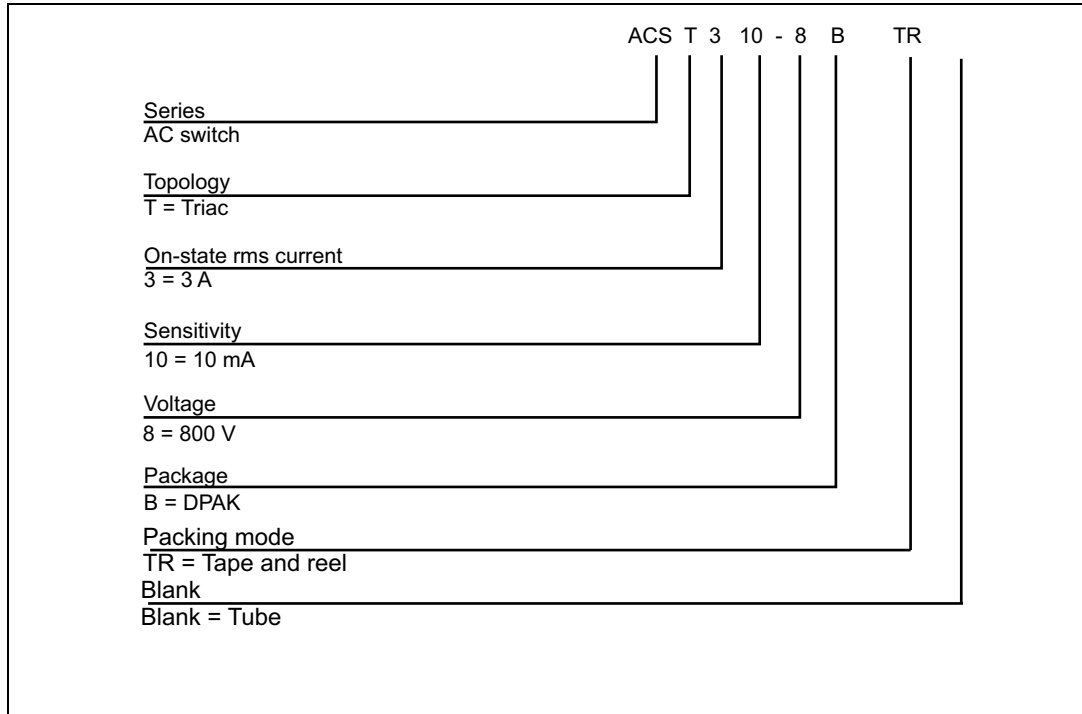 ACS T 3 10 - 8 B TR
Series
AC switch
Topology
T = Triac
On-state rms current
3 = 3 A
Sensitivity
10 = 10 mA
Voltage
8 = 800 V
Package
B = DPAK
Packing mode
TR = Tape and reel
Blank
Blank = Tube